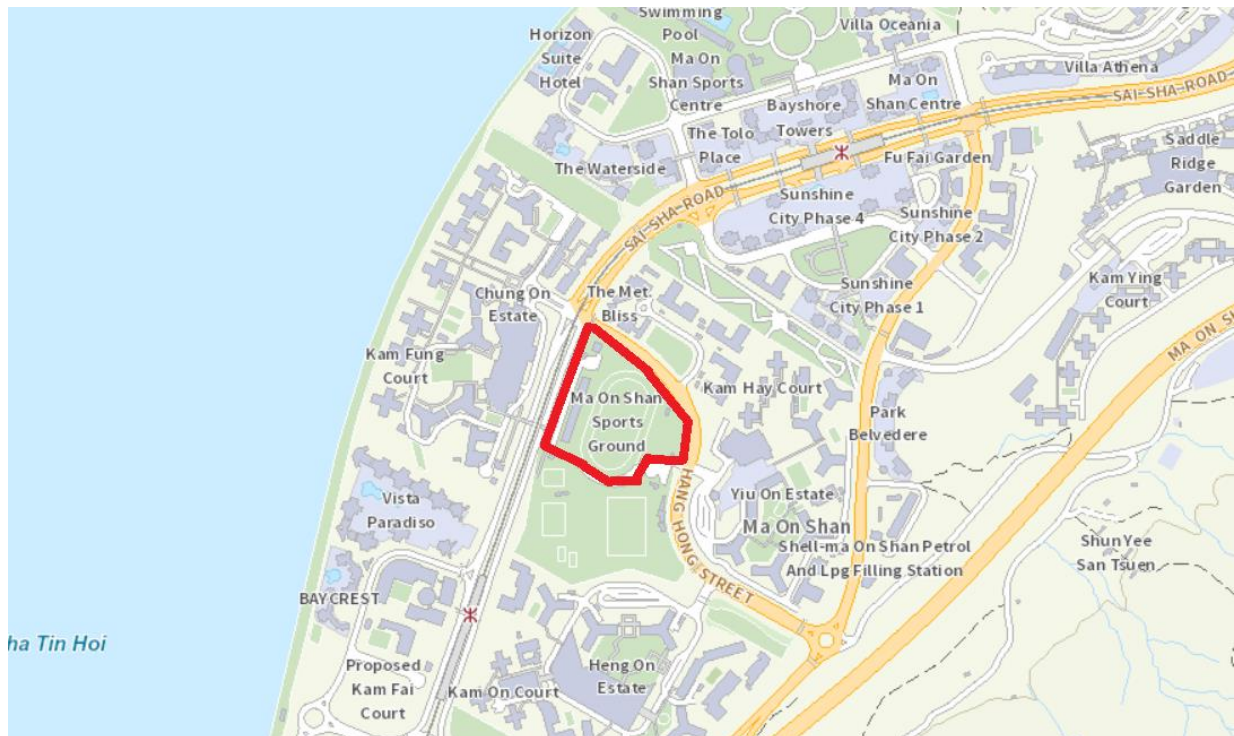 Swimming
Pool
Villa Oceania
Horizon
Suite
Hotel
Ma On
Shan Sports
Centre
Villa Athena
SAI-SHA-ROAD
Ma On
Shan Centre
Bayshore
Towers
The Tolo
Place
The Waterside
Fu Fai Garden
Saddle
Ridge
Garden
SAI-SHA-ROAD
Sunshine
City Phase 4
Sunshine
City Phase 2
Sunshine
City Phase 1
Kam Ying
Court
Chung On
Estate
The Met.
Bliss
MA ON SH
Kam Fung
Court
Ma On Shan
Sports
Ground
Kam Hay Court
Park
Belvedere
Vista
Paradiso
HANG HONG STREET
Yiu On Estate
Ma On Shan
Shell-ma On Shan Petrol
And Lpg Filling Station
Shun Yee
San Tsuen
BAYCREST
ha Tin Hoi
Proposed
Kam Fai
Court
Kam On Court
Heng On
Estate